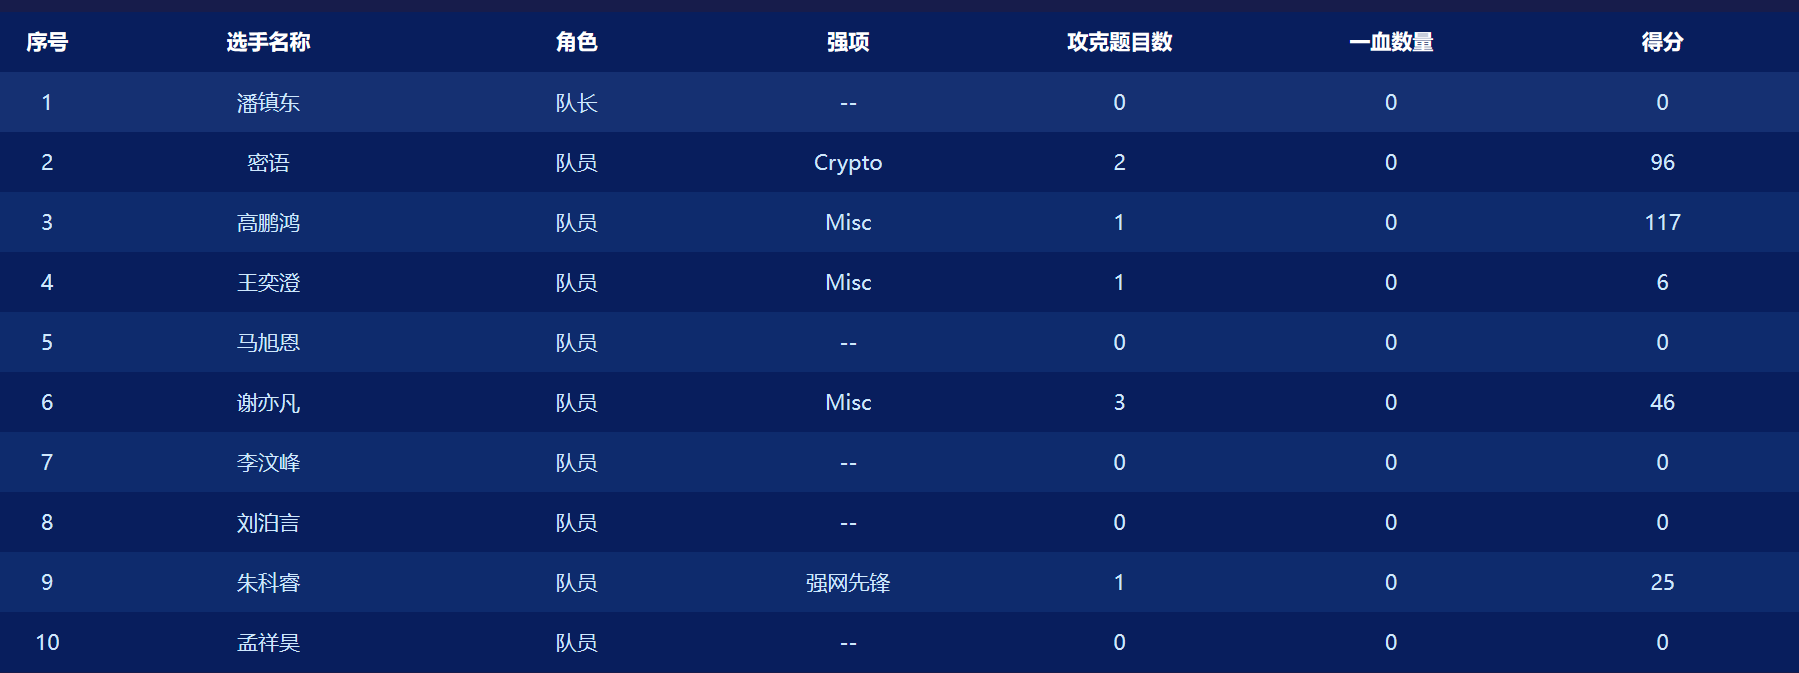 序号 选手名称 角色 强项 攻克题目数 一血数量 得分
1 潘镇东 队长 -- 0 0 0
2 密语 队员 Crypto 2 0 96
3 高鹏鸿 队员 Misc 1 0 117
4 王奕澄 队员 Misc 1 0 6
5 马旭恩 队员 -- 0 0 0
6 谢亦凡 队员 Misc 3 0 46
7 李汶峰 队员 -- 0 0 0
8 刘泊言 队员 -- 0 0 0
9 朱科睿 队员 强网先锋 1 0 25
10 孟祥昊 队员 -- 0 0 0